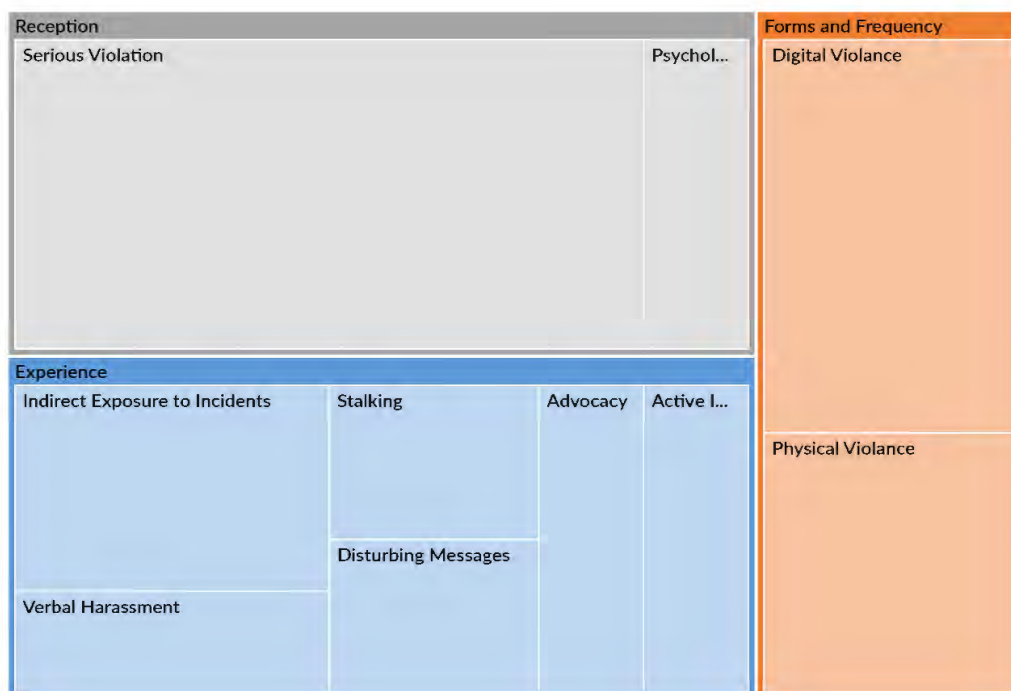 Reception
Serious Violation
Psychol...
Forms and Frequency
Digital Violance
Physical Violance
Experience
Indirect Exposure to Incidents
Stalking
Advocacy
Active I...
Disturbing Messages
Verbal Harassment